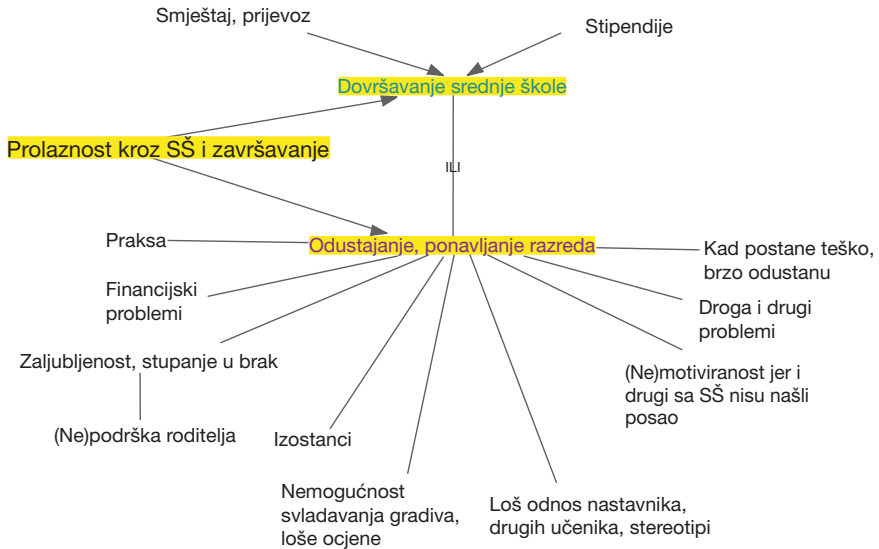 Smještaj, prijevoz
Stipendije
Dovršavanje srednje škole
Prolaznost kroz SŠ i završavanje
ILI
Praksa
Odustajanje, ponavljanje razreda
Kad postane teško,
brzo odustanu
Financijski
problemi
Droga i drugi
problemi
Zaljubljenost, stupanje u brak
(Ne)motiviranost jer i
drugi sa SŠ nisu našli
posao
(Ne)podrška roditelja
Izostanci
Nemogućnost
svladavanja gradiva,
loše ocjene
Loš odnos nastavnika,
drugih učenika, stereotipi